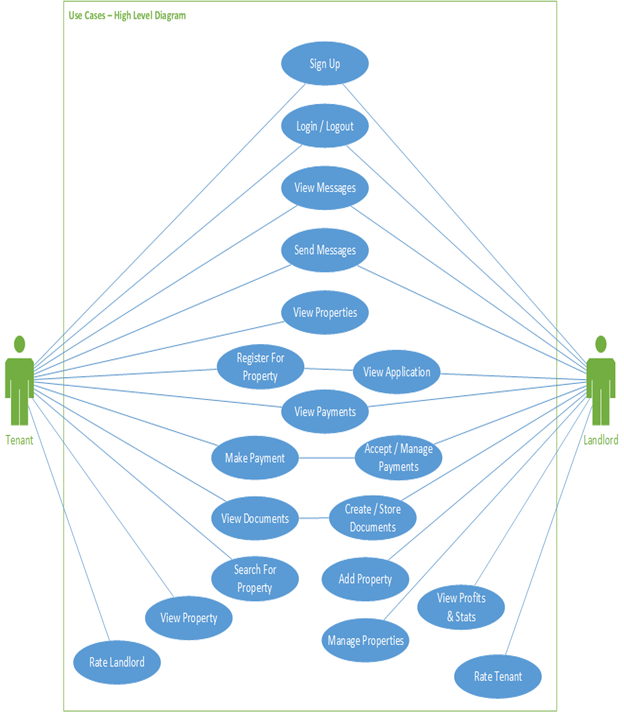 Use Cases – High Level Diagram
Sign Up
Login / Logout
View Messages
Send Messages
View Properties
Register For
Property
View Application
View Payments
Tenant
Landlord
Make Payment
Accept / Manage
Payments
View Documents
Create / Store
Documents
Search For
Property
Add Property
View Profits
& Stats
View Property
Manage Properties
Rate Landlord
Rate Tenant